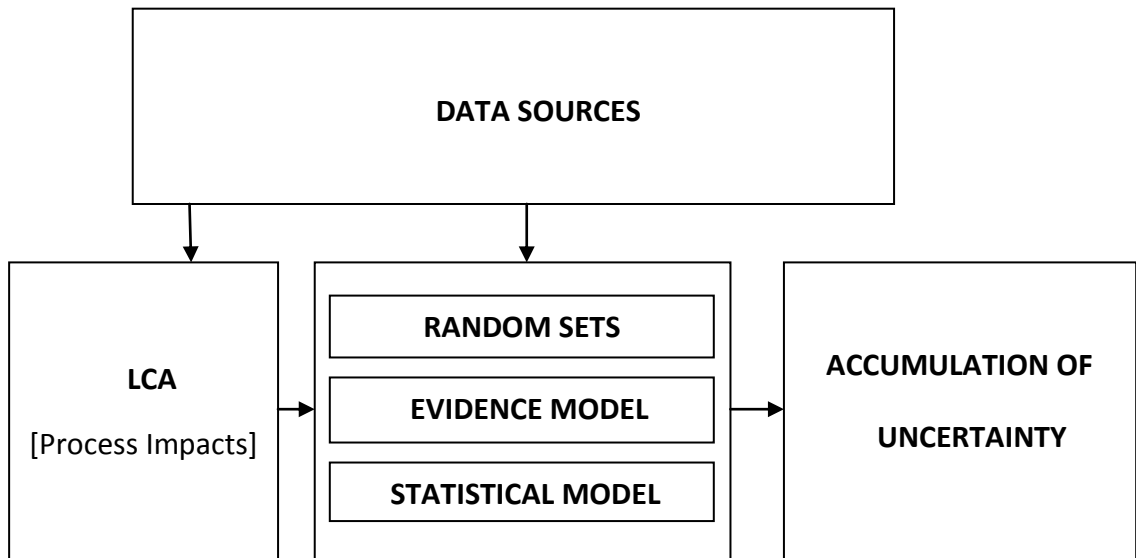 DATA SOURCES
LCA
[Process Impacts]
RANDOM SETS
EVIDENCE MODEL
STATISTICAL MODEL
ACCUMULATION OF
UNCERTAINTY